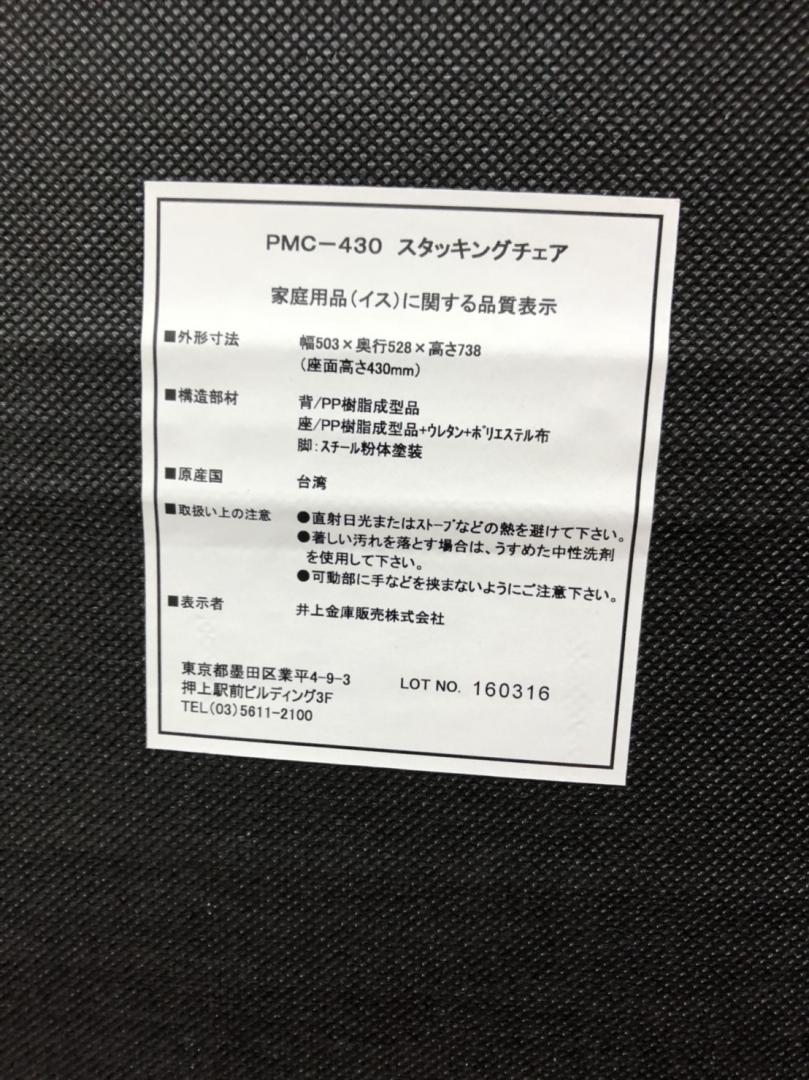 PMC-430 スタッキングチェア
家庭用品(イス)に関する品質表示
■外形寸法 幅503×奥行528×高さ738
(座面高さ430mm)
■構造部材 背/PP樹脂成型品
座/PP樹脂成型品+ウレタン+ポリエステル布
脚:スチール粉体塗装
■原産国 台湾
■取扱い上の注意 ●直射日光またはストーブなどの熱を避けて下さい。
●著しい汚れを落とす場合は、うすめた中性洗剤
を使用して下さい。
●可動部に手などを挟まないようにご注意下さい。
■表示者 井上金庫販売株式会社
東京都墨田区業平4-9-3
押上駅前ビルディング3F
TEL(03)5611-2100
LOT NO. 160316